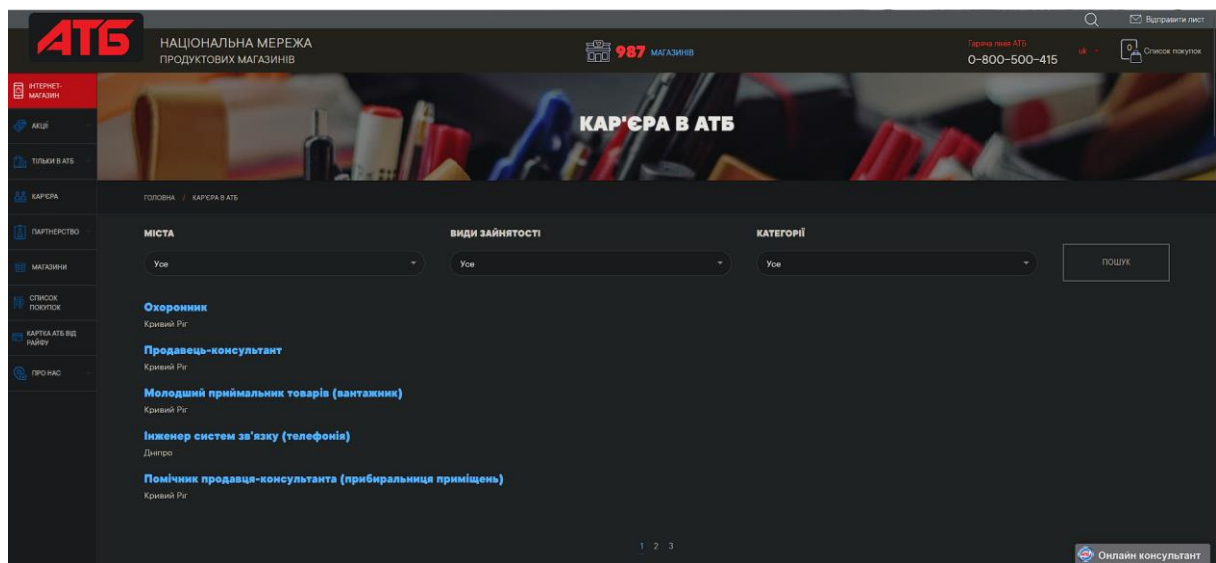 Відправити лист
АТБ
НАЦІОНАЛЬНА МЕРЕЖА
ПРОДУКТОВИХ МАГАЗИНІВ
987 МАГАЗИНІВ
Гаряча лінія АТБ
0-800-500-415
uk
0
Список покупок
ІНТЕРНЕТ-
МАГАЗИН
АКЦІЇ
ТІЛЬКИ В АТБ
КАР'ЄРА
ПАРТНЕРСТВО
МАГАЗИНИ
СПИСОК
ПОКУПОК
КАРТКА АТБ ВІД
РАЙФУ
ПРО НАС
КАР'ЄРА В АТБ
ГОЛОВНА / КАР'ЄРА В АТБ
МІСТА
ВИДИ ЗАЙНЯТОСТІ
КАТЕГОРІЇ
Усе
Усе
Усе
ПОШУК
Охоронник
Кривий Ріг
Продавець-консультант
Кривий Ріг
Молодший приймальник товарів (вантажник)
Кривий Ріг
Інженер систем зв'язку (телефонія)
Дніпро
Помічник продавця-консультанта (прибиральниця приміщень)
Кривий Ріг
1 2 3
Онлайн консультант